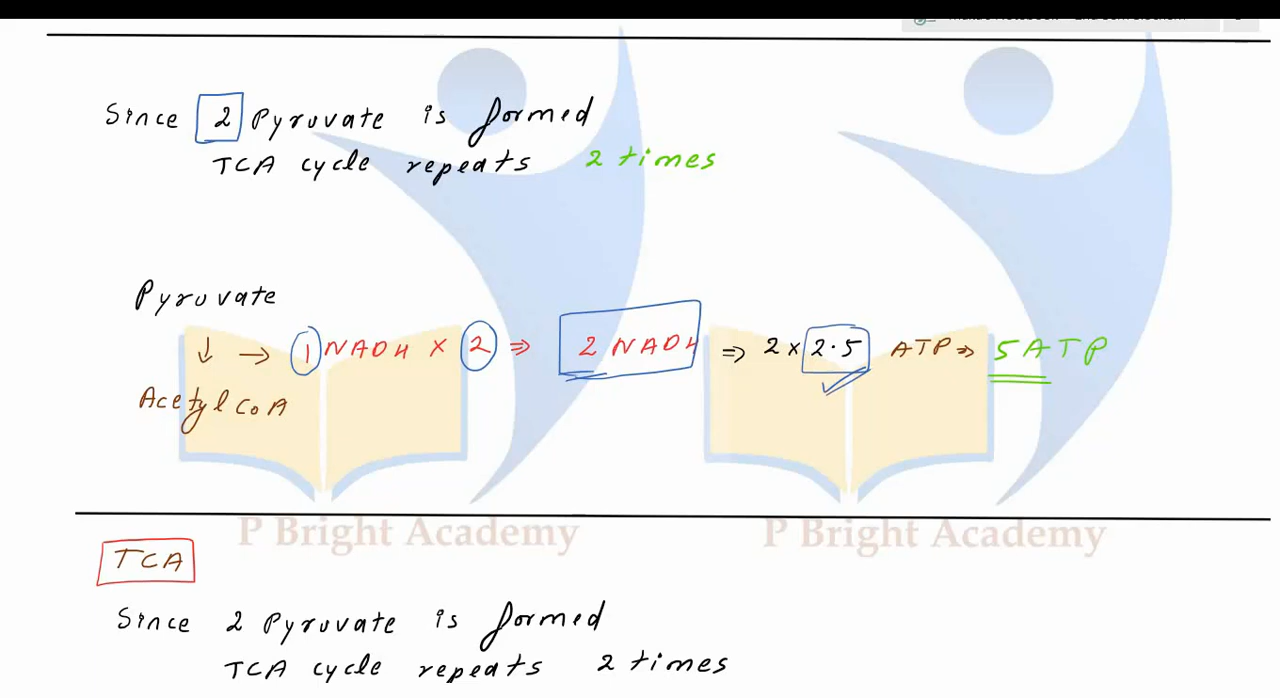 Since 2 Pyruvate is formed
TCA cycle repeats 2 times
Pyruvate
↓ → 1 NADH × 2 ⇒ 2 NADH ⇒ 2 × 2.5 ATP ⇒ 5 ATP
Acetyl CoA
P Bright Academy P Bright Academy
TCA
Since 2 Pyruvate is formed
TCA cycle repeats 2 times